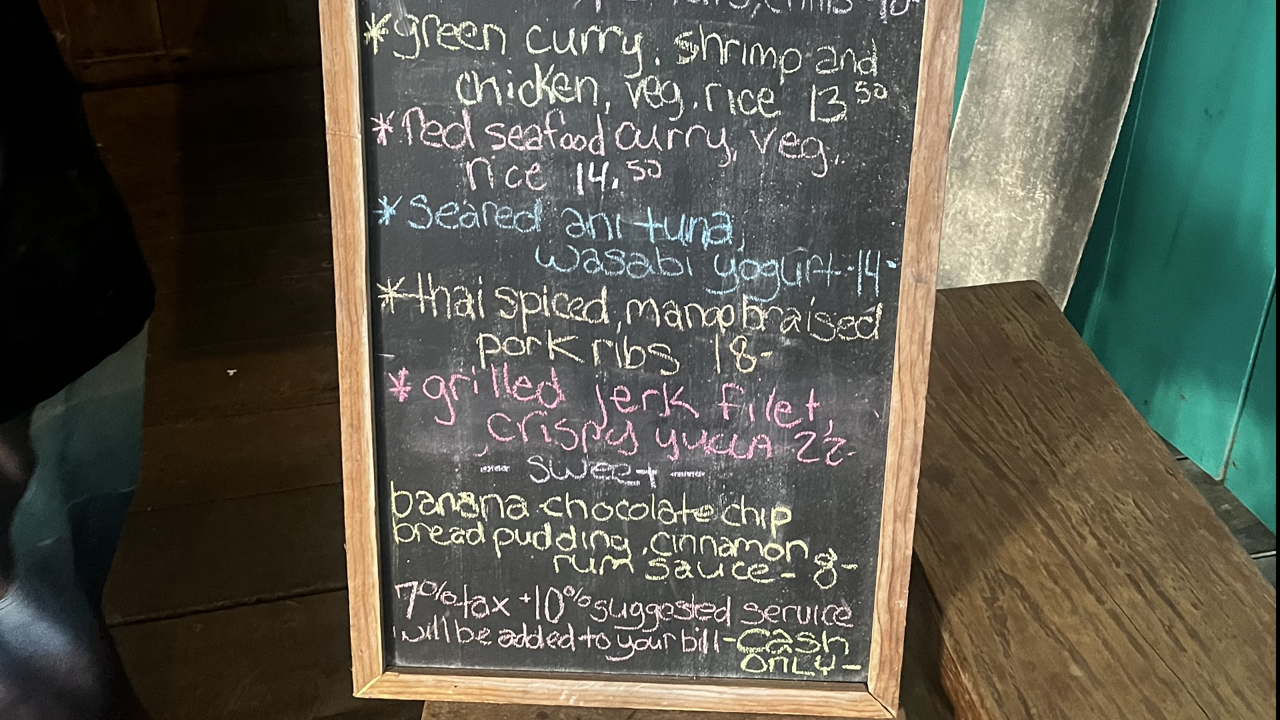 *green curry, shrimp and
chicken, veg, rice 13 50
*red seafood curry, veg,
rice 14.50
*seared ahi tuna,
wasabi yogurt -14-
*thai spiced, mango braised
pork ribs 18-
*grilled jerk filet,
crispy yucca 22-
---- sweet ----
banana chocolate chip
bread pudding, cinnamon
rum sauce- 8-
7% tax +10% suggested service
will be added to your bill -Cash
ONLY-